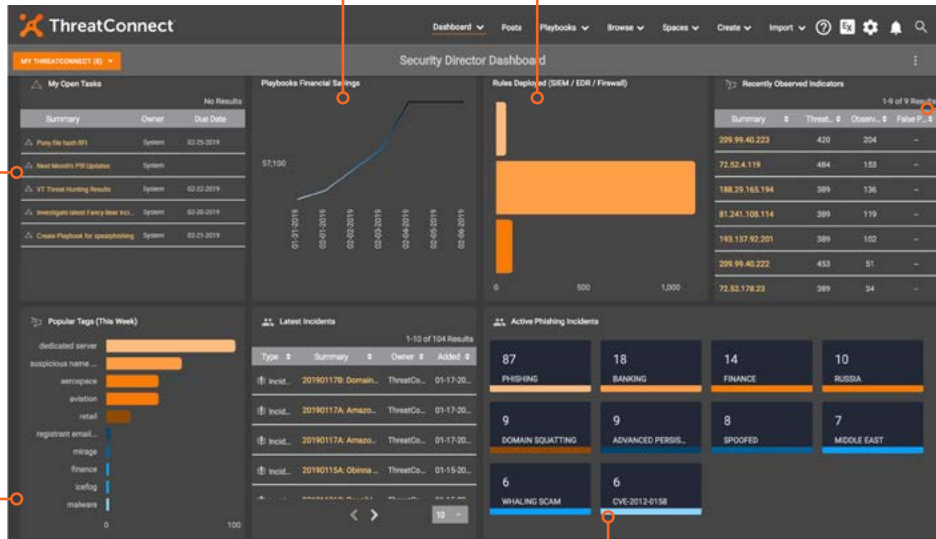 ThreatConnect
Dashboard Posts Playbooks Browse Spaces Create Import
MY THREATCONNECT (8)
Security Director Dashboard
My Open Tasks
No Results
Summary Owner Due Date
Pony file hash RFI System 02-25-2019
Next Month's PIR Updates System
VT Threat Hunting Results System 02-22-2019
Investigate latest Fancy Bear Inci... System 02-20-2019
Create Playbook for spearphishing System 02-21-2019
Playbooks Financial Savings
57,100
01-31-2019
02-01-2019
02-02-2019
02-03-2019
02-04-2019
02-05-2019
02-06-2019
Rules Deployed (SIEM / EDR / Firewall)
0 500 1,000
Recently Observed Indicators
1-9 of 9 Results
Summary Threat... Observ... False P...
209.99.40.223 420 204 –
72.52.4.119 484 153 –
188.29.165.194 389 136 –
81.241.108.114 389 119 –
193.137.92.201 389 102 –
209.99.40.222 453 51 –
72.52.178.23 389 34 –
Popular Tags (This Week)
dedicated server
suspicious name ...
aerospace
aviation
retail
registrant email...
mirage
finance
icefog
malware
0 100
Latest Incidents
1-10 of 104 Results
Type Summary Owner Added
Incid... 20190117B: Domain... ThreatCo... 01-17-20...
Incid... 20190117A: Amazo... ThreatCo... 01-17-20...
Incid... 20190117A: Amazo... ThreatCo... 01-17-20...
Incid... 20190115A: Obinna ... ThreatCo... 01-15-20...
10
Active Phishing Incidents
87
PHISHING
18
BANKING
14
FINANCE
10
RUSSIA
9
DOMAIN SQUATTING
9
ADVANCED PERSIS...
8
SPOOFED
7
MIDDLE EAST
6
WHALING SCAM
6
CVE-2012-0158